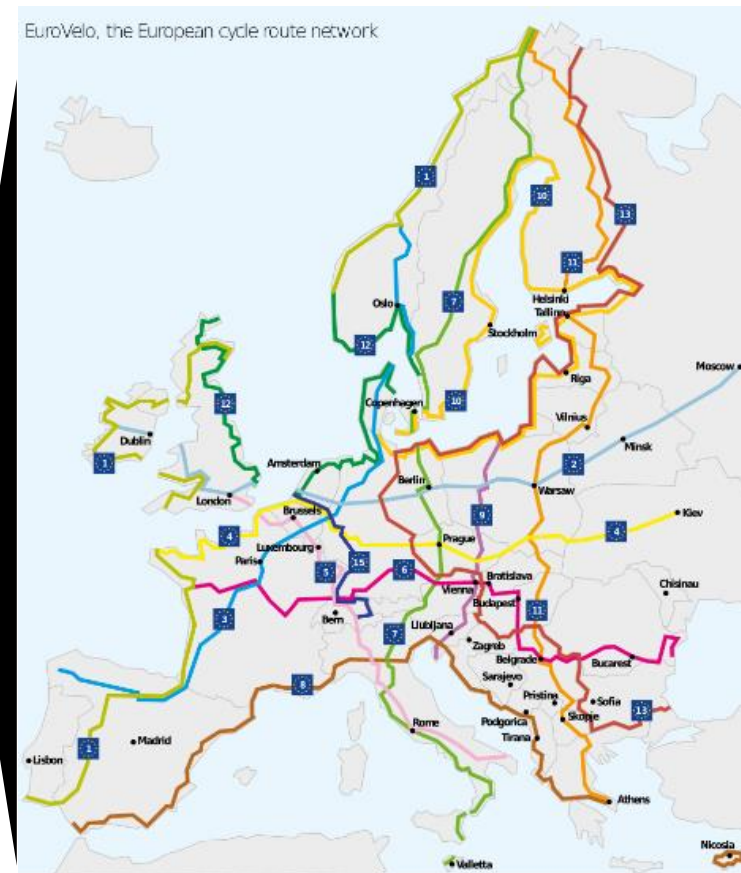 EuroVelo, the European cycle route network
1
10
13
11
Oslo
7
Helsinki
Tallinn
Stockholm
12
Moscow
Riga
12
Copenhagen
10
Vilnius
Dublin
Minsk
1
Amsterdam
2
Berlin
Warsaw
London
Brussels
9
Kiev
4
4
Prague
Luxembourg
Paris
5
15
6
Bratislava
Vienna
Chisinau
Budapest
11
Bern
3
7
Ljubljana
Zagreb
Belgrade
Bucarest
8
Sarajevo
Pristina
Sofia
13
Podgorica
Skopje
Rome
Tirana
1
Madrid
Lisbon
Athens
Nicosia
Valletta